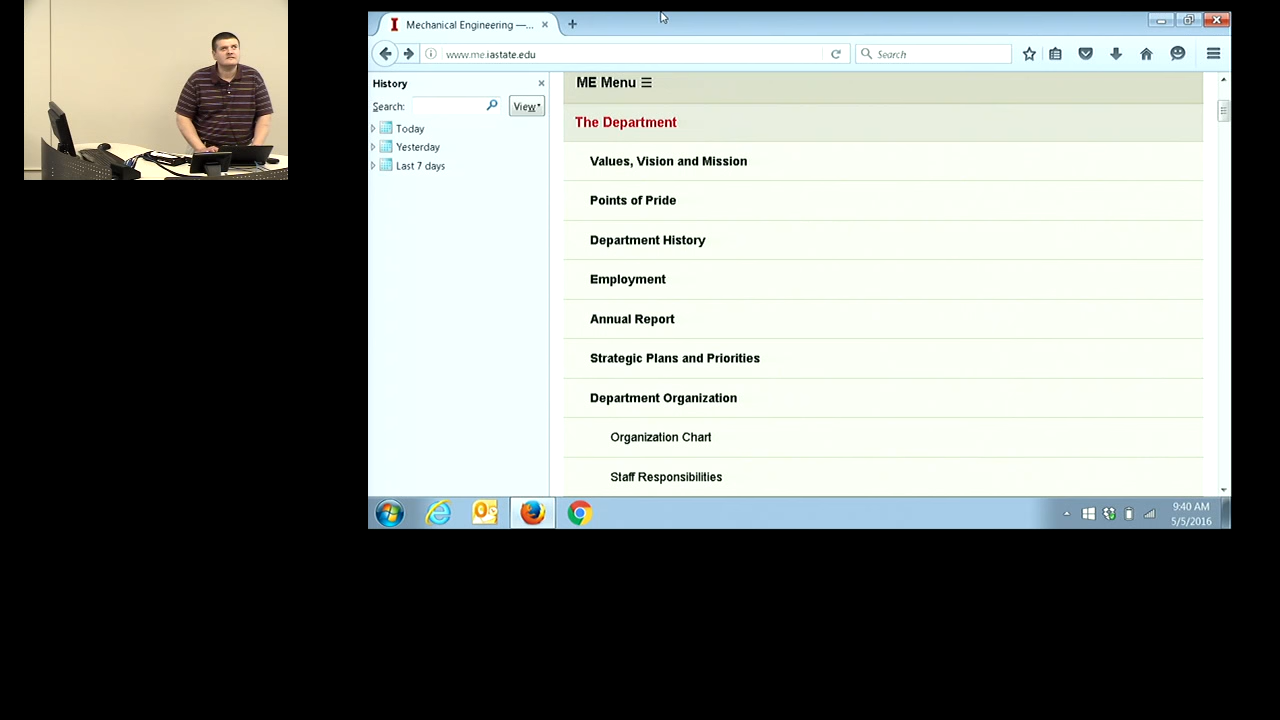 Mechanical Engineering —...
www.me.iastate.edu
Search
History
Search:
View
Today
Yesterday
Last 7 days
ME Menu ☰
The Department
Values, Vision and Mission
Points of Pride
Department History
Employment
Annual Report
Strategic Plans and Priorities
Department Organization
Organization Chart
Staff Responsibilities
9:40 AM
5/5/2016